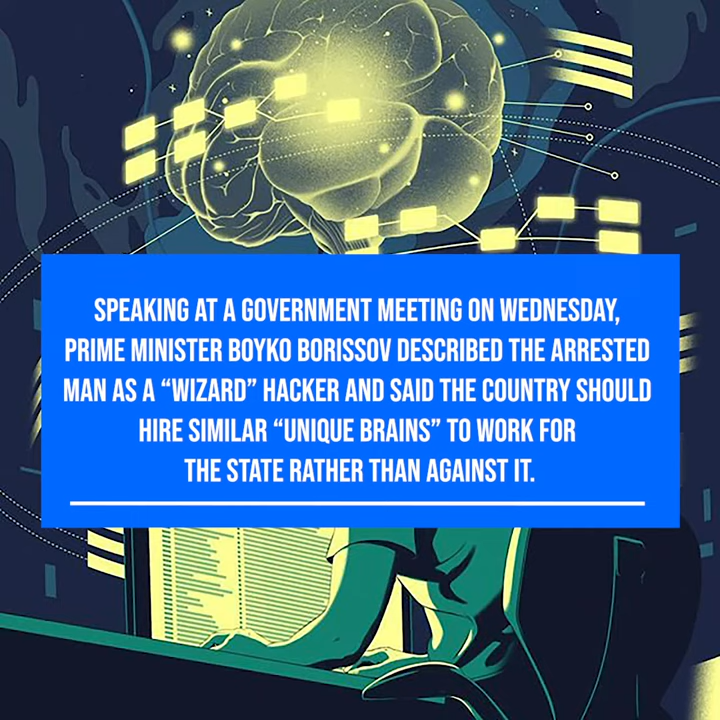 SPEAKING AT A GOVERNMENT MEETING ON WEDNESDAY,
PRIME MINISTER BOYKO BORISSOV DESCRIBED THE ARRESTED
MAN AS A “WIZARD” HACKER AND SAID THE COUNTRY SHOULD
HIRE SIMILAR “UNIQUE BRAINS” TO WORK FOR
THE STATE RATHER THAN AGAINST IT.